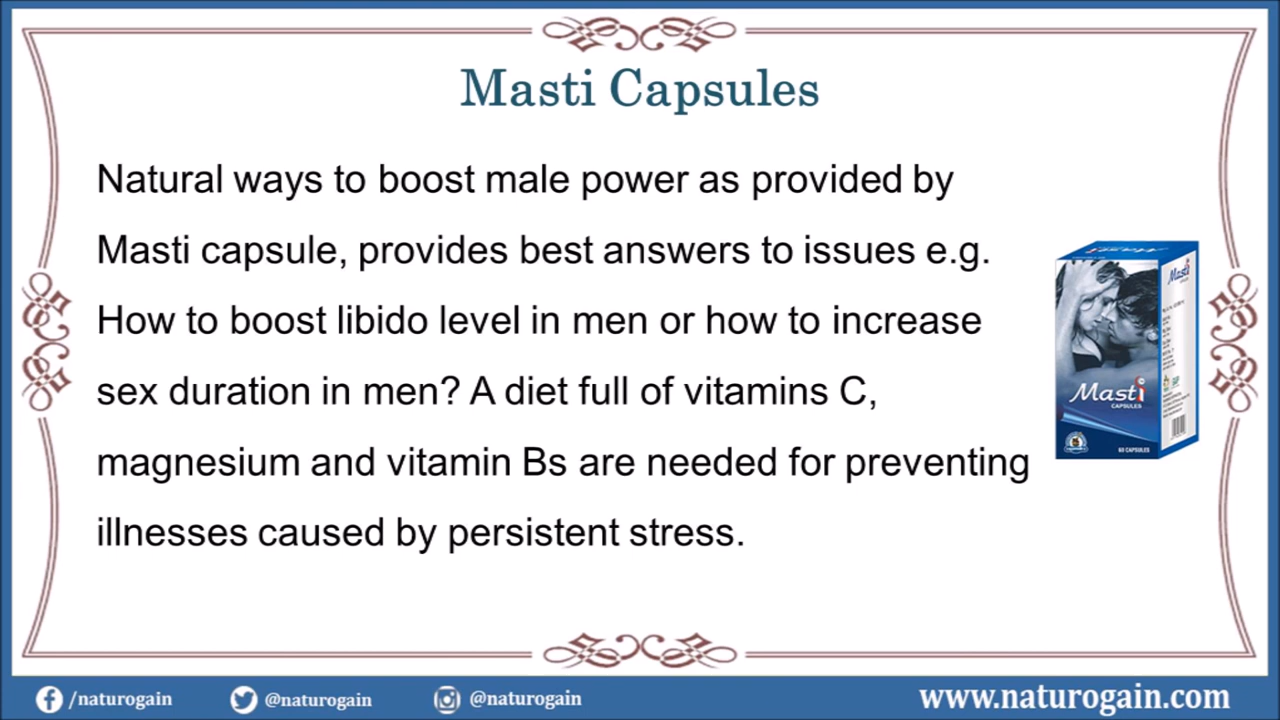 Masti Capsules
Natural ways to boost male power as provided by
Masti capsule, provides best answers to issues e.g.
How to boost libido level in men or how to increase
sex duration in men? A diet full of vitamins C,
magnesium and vitamin Bs are needed for preventing
illnesses caused by persistent stress.
Masti
Masti
CAPSULES
60 CAPSULES
/naturogain
@naturogain
@naturogain
www.naturogain.com